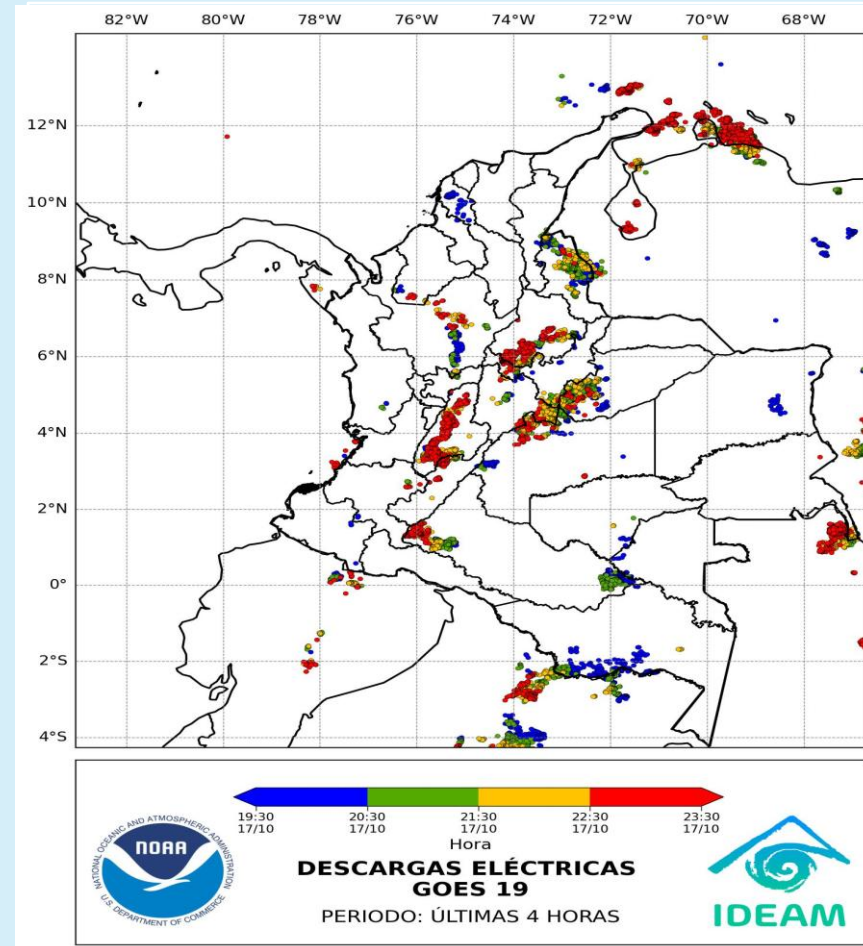 82°W 80°W 78°W 76°W 74°W 72°W 70°W 68°W
12°N
10°N
8°N
6°N
4°N
2°N
0°
2°S
4°S
19:30 20:30 21:30 22:30 23:30
17/10 17/10 17/10 17/10 17/10
Hora
DESCARGAS ELÉCTRICAS
GOES 19
PERIODO: ÚLTIMAS 4 HORAS
NATIONAL OCEANIC AND ATMOSPHERIC ADMINISTRATION
NOAA
U.S. DEPARTMENT OF COMMERCE
IDEAM